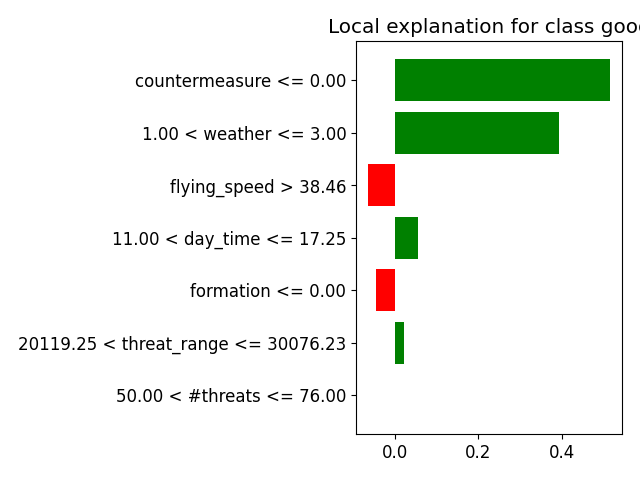 Local explanation for class good
countermeasure <= 0.00
1.00 < weather <= 3.00
flying_speed > 38.46
11.00 < day_time <= 17.25
formation <= 0.00
20119.25 < threat_range <= 30076.23
50.00 < #threats <= 76.00
0.0 0.2 0.4